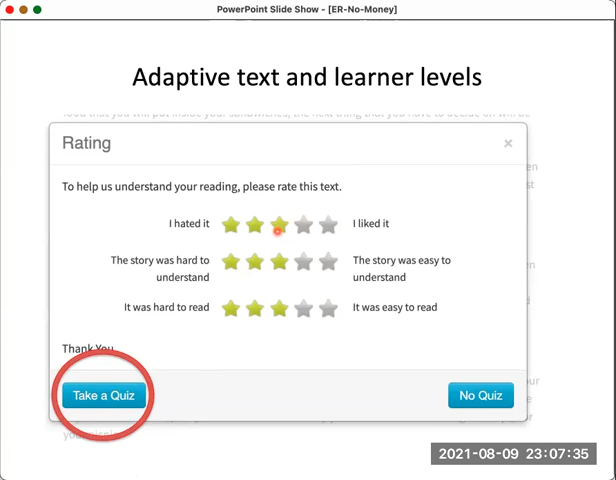 PowerPoint Slide Show - [ER-No-Money]
Adaptive text and learner levels
Rating
×
To help us understand your reading, please rate this text.
I hated it I liked it
The story was hard to understand The story was easy to understand
It was hard to read It was easy to read
Thank You
Take a Quiz No Quiz
2021-08-09 23:07:35